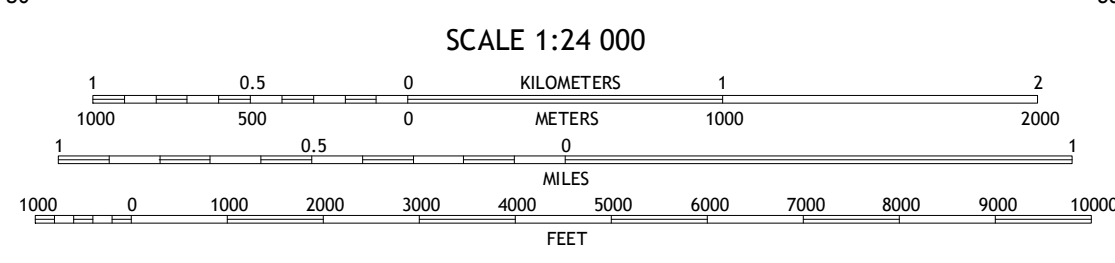 SCALE 1:24 000
1 0.5 0 KILOMETERS 1 2
1000 500 0 METERS 1000 2000
1 0.5 0 1
MILES
1000 0 1000 2000 3000 4000 5000 6000 7000 8000 9000 10000
FEET